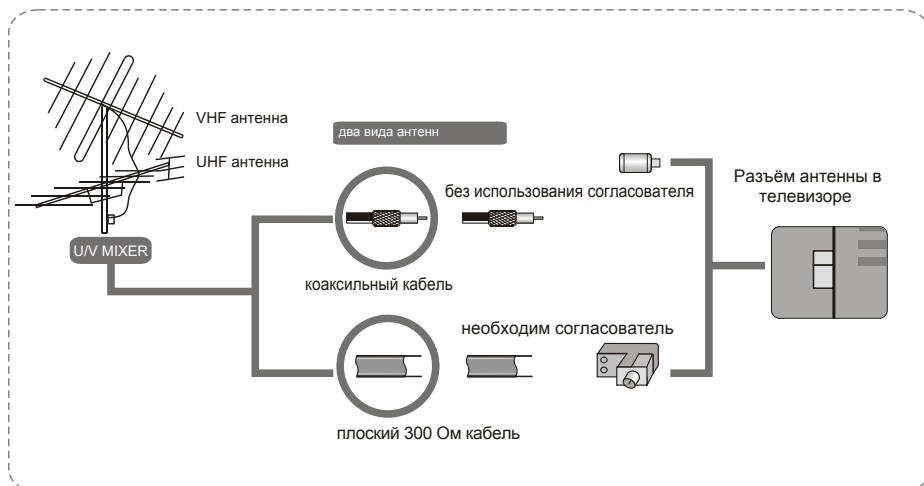 VHF антенна
UHF антенна
U/V MIXER
два вида антенн
без использования согласователя
коаксильный кабель
необходим согласователь
плоский 300 Ом кабель
Разъём антенны в
телевизоре